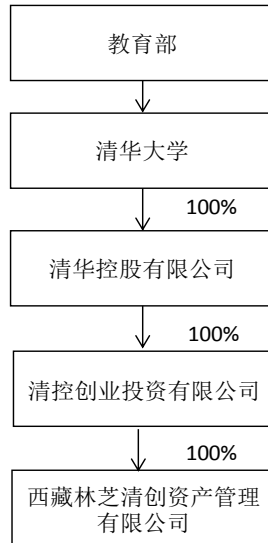 教育部
清华大学
100%
清华控股有限公司
100%
清控创业投资有限公司
100%
西藏林芝清创资产管理
有限公司